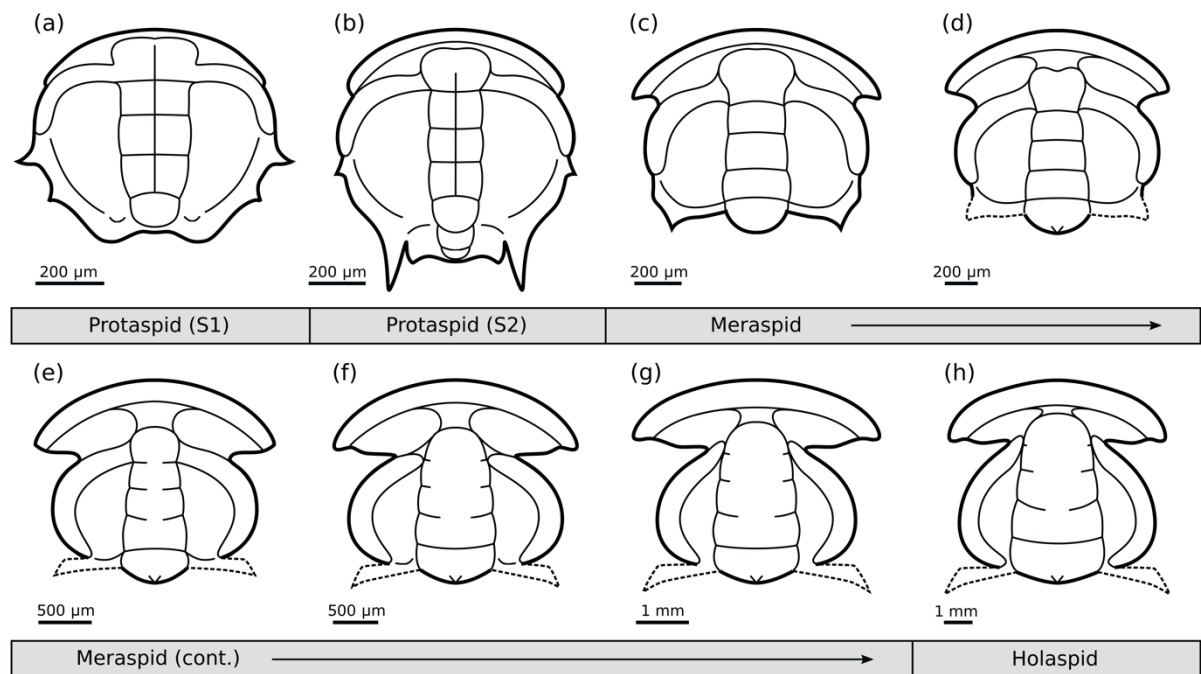 (a) (b) (c) (d)
200 μm 200 μm 200 μm 200 μm
Protaspid (S1) Protaspid (S2) Meraspid
(e) (f) (g) (h)
500 μm 500 μm 1 mm 1 mm
Meraspid (cont.) Holaspid